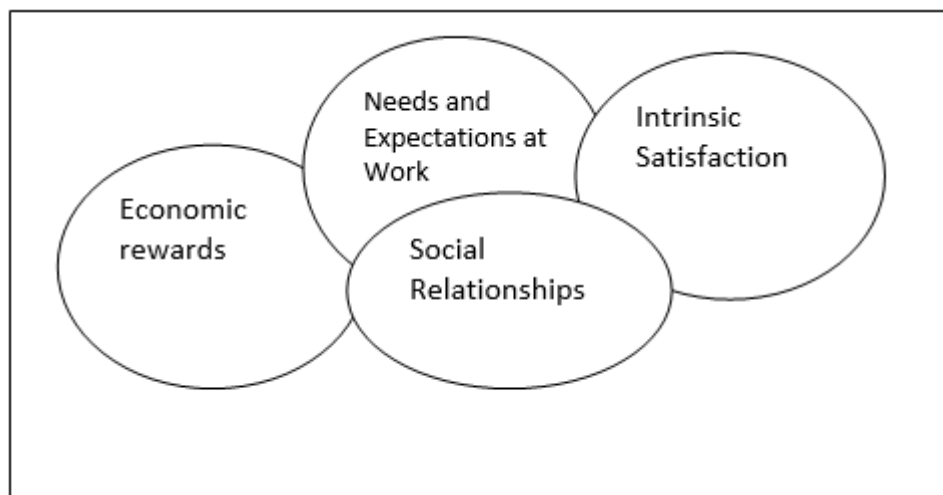 Needs and
Expectations at
Work
Intrinsic
Satisfaction
Economic
rewards
Social
Relationships